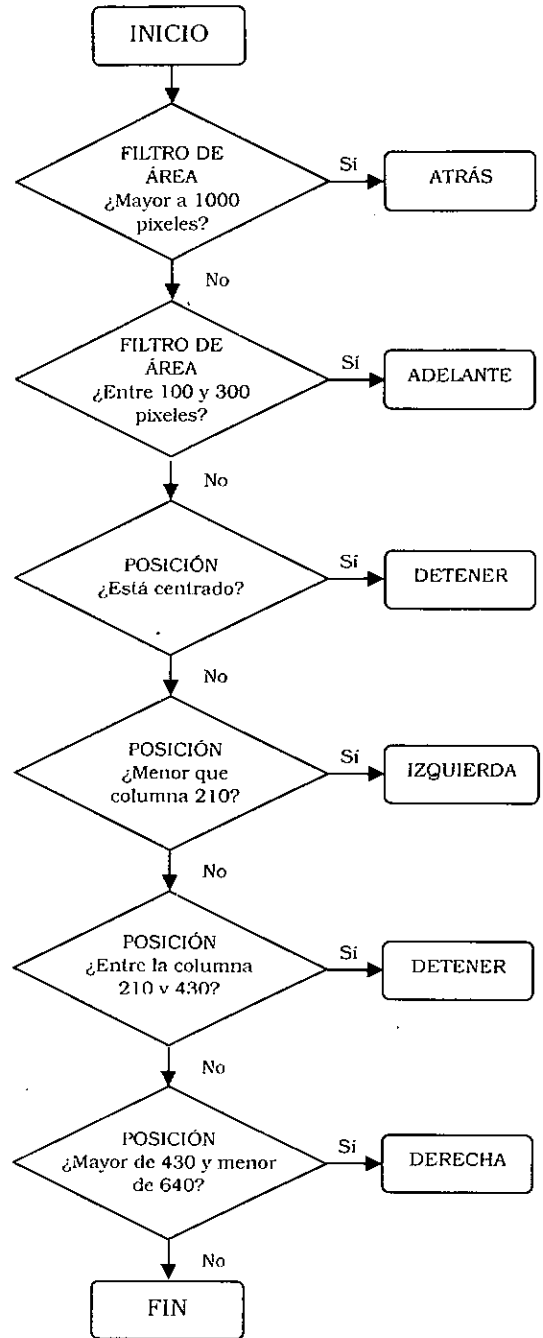 INICIO
FILTRO DE
ÁREA
¿Mayor a 1000
pixeles?
Sí
ATRÁS
No
FILTRO DE
ÁREA
¿Entre 100 y 300
pixeles?
Sí
ADELANTE
No
POSICIÓN
¿Está centrado?
Sí
DETENER
No
POSICIÓN
¿Menor que
columna 210?
Sí
IZQUIERDA
No
POSICIÓN
¿Entre la columna
210 y 430?
Sí
DETENER
No
POSICIÓN
¿Mayor de 430 y menor
de 640?
Sí
DERECHA
No
FIN